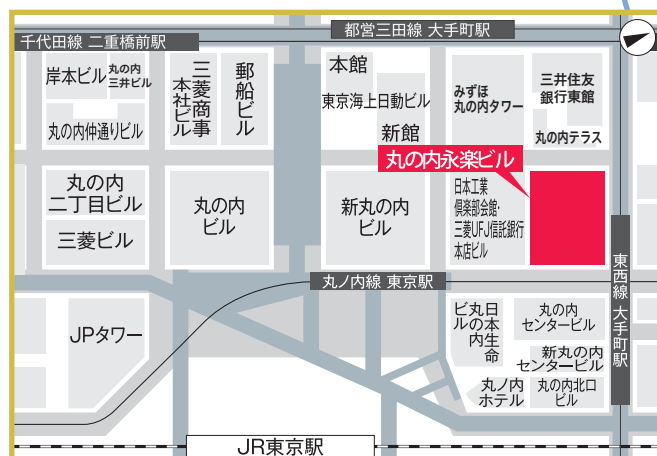 都営三田線 大手町駅
千代田線 二重橋前駅
岸本ビル
丸の内
三井ビル
丸の内仲通りビル
三菱商事
本社ビル
郵船ビル
本館
東京海上日動ビル
新館
みずほ
丸の内タワー
三井住友
銀行東館
丸の内テラス
丸の内永楽ビル
丸の内
二丁目ビル
三菱ビル
丸の内
ビル
新丸の内
ビル
日本工業
倶楽部会館・
三菱UFJ信託銀行
本店ビル
東西線 大手町駅
丸ノ内線 東京駅
JPタワー
日本生命
丸の内
ビル
丸の内
センタービル
新丸の内
センタービル
丸ノ内
ホテル
丸の内北口
ビル
JR東京駅